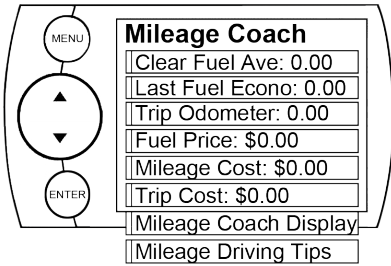 MENU
ENTER
Mileage Coach
Clear Fuel Ave: 0.00
Last Fuel Econo: 0.00
Trip Odometer: 0.00
Fuel Price: $0.00
Mileage Cost: $0.00
Trip Cost: $0.00
Mileage Coach Display
Mileage Driving Tips